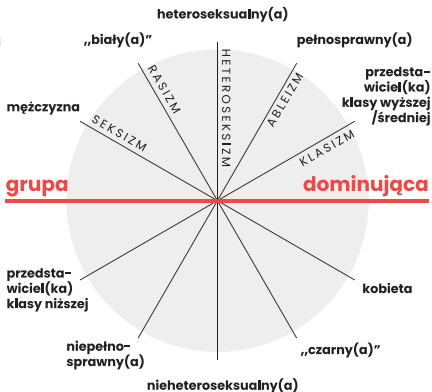 heteroseksualny(a)
„biały(a)”
pełnosprawny(a)
przedsta-
wiciel(ka)
klasy wyższej
/średniej
mężczyzna
SEKSIZM
RASIZM
HETEROSEKSIZM
ABLEIZM
KLASIZM
grupa
dominująca
przedsta-
wiciel(ka)
klasy niższej
kobieta
niepełno-
sprawny(a)
„czarny(a)”
nieheteroseksualny(a)